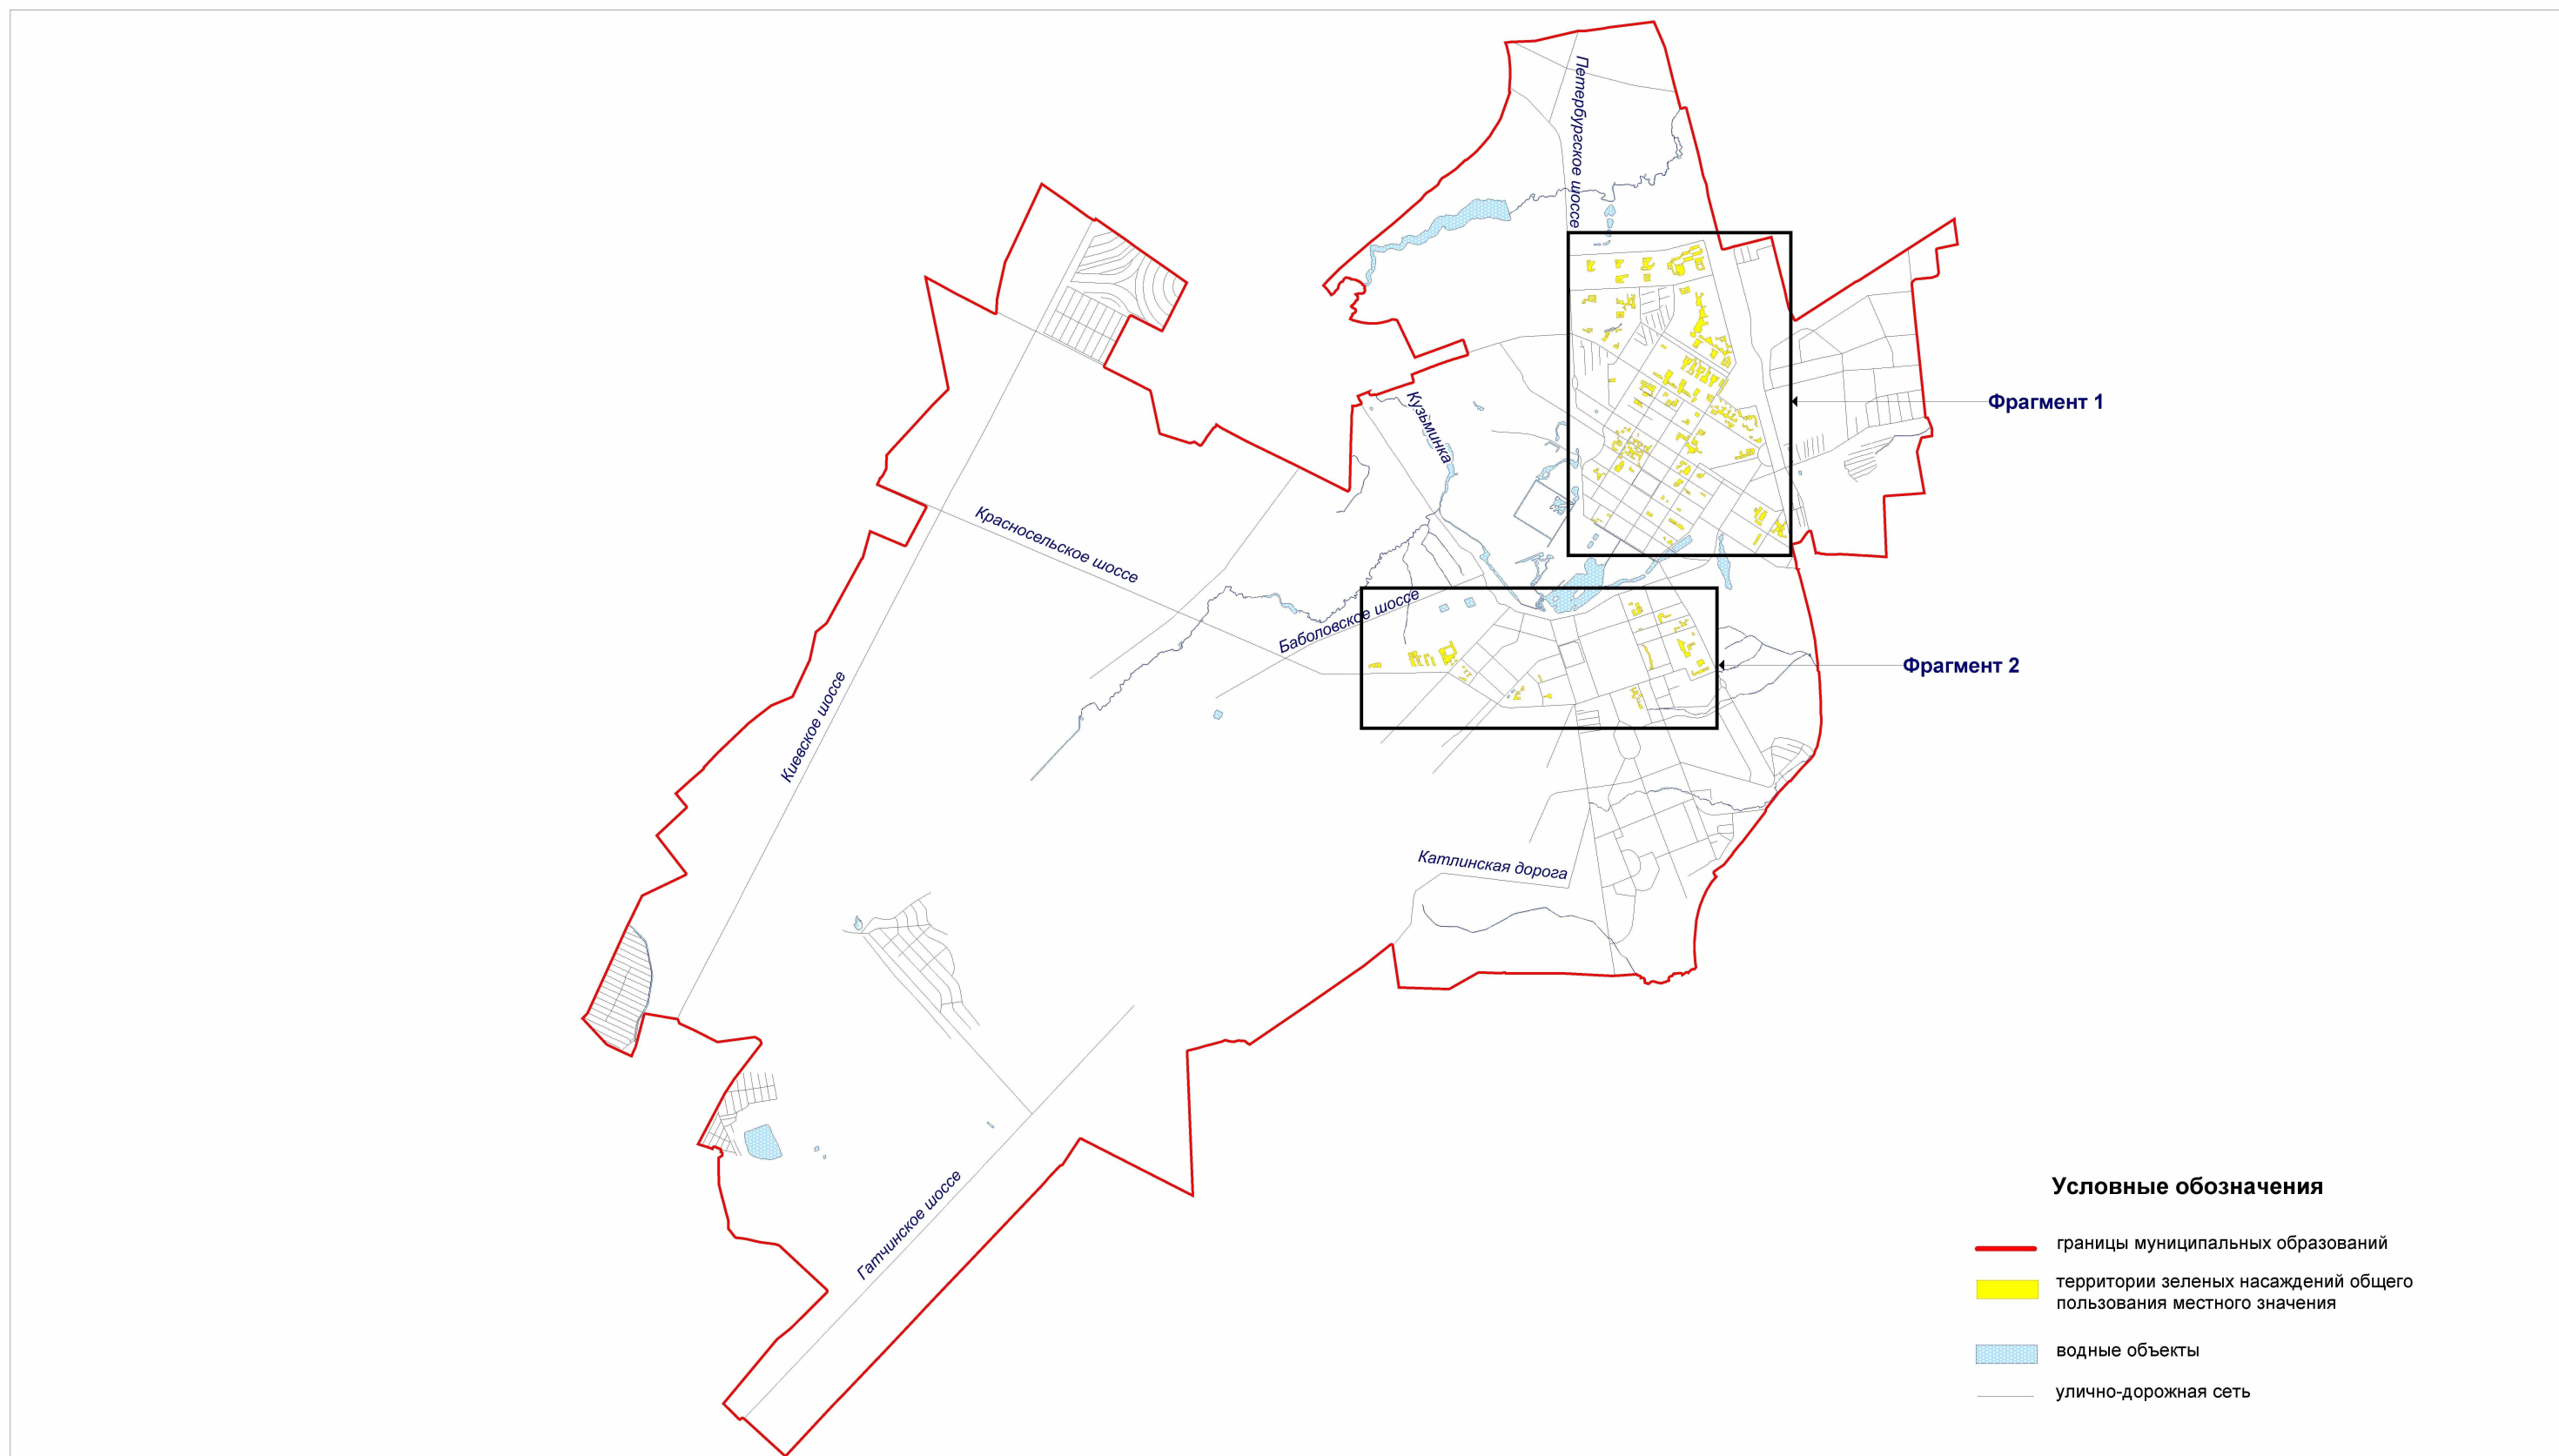 Петербургское шоссе
Фрагмент 1
Кузьминка
Красносельское шоссе
Баболовское шоссе
Фрагмент 2
Киевское шоссе
Катлинская дорога
Гатчинское шоссе
Условные обозначения
границы муниципальных образований
территории зеленых насаждений общего
пользования местного значения
водные объекты
улично-дорожная сеть